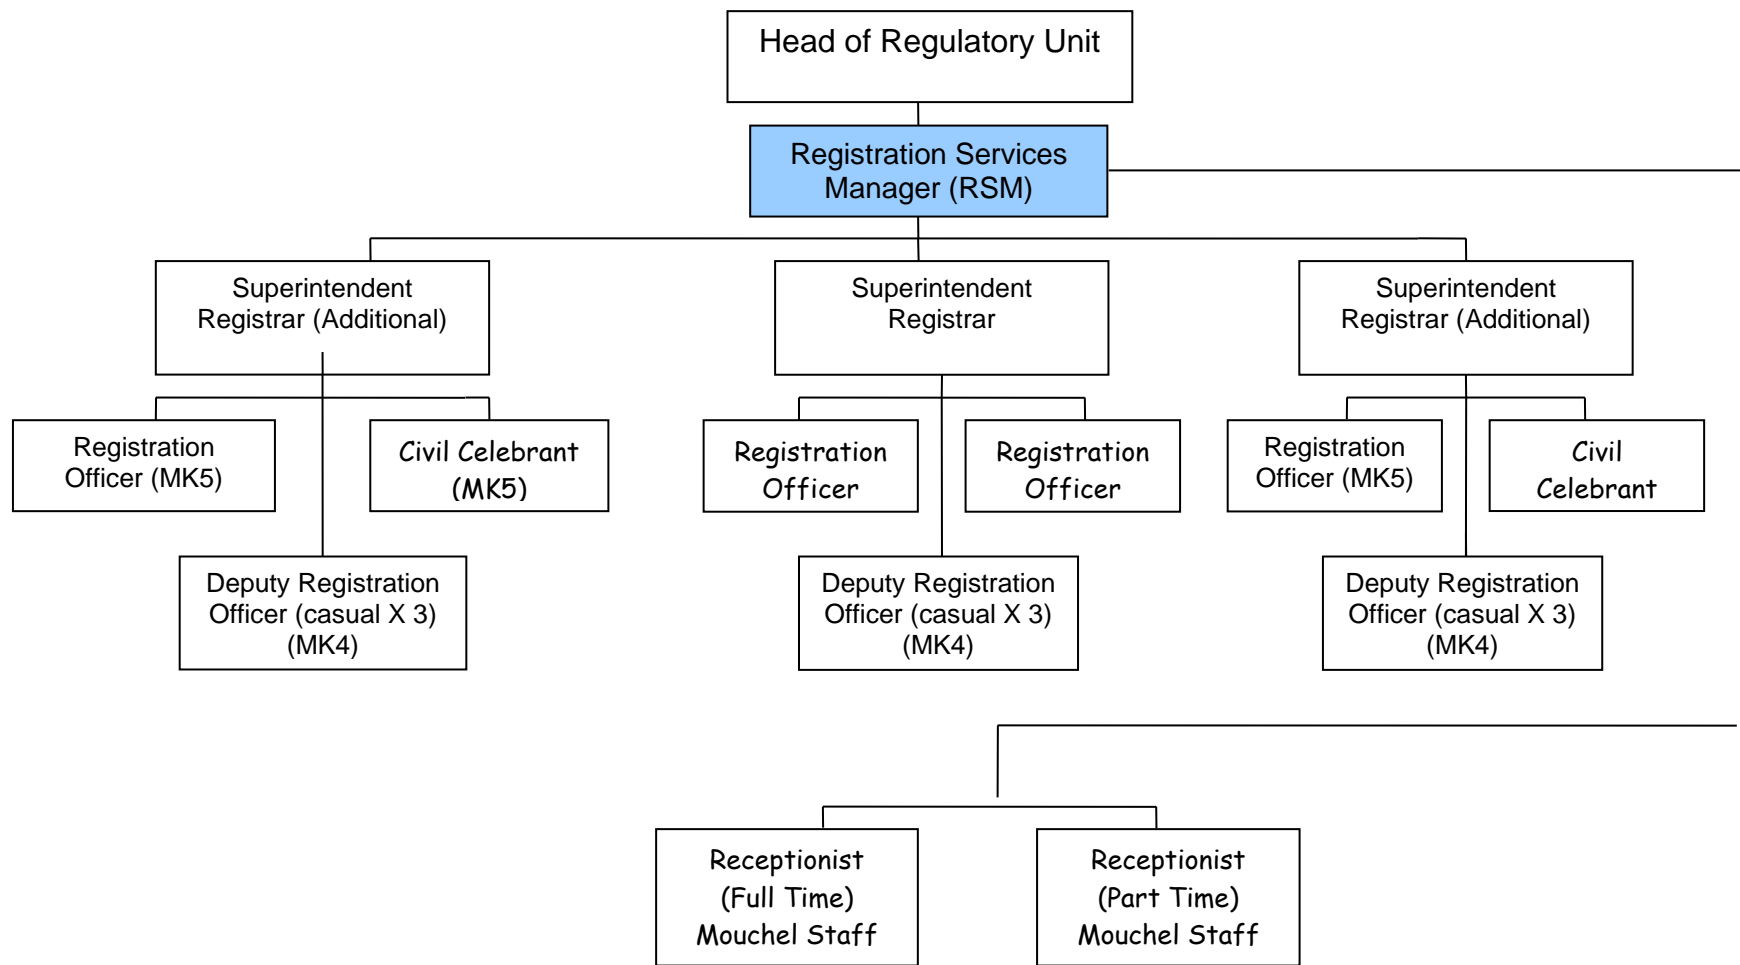 Head of Regulatory Unit
Registration Services
Manager (RSM)
Superintendent
Registrar (Additional)
Superintendent
Registrar
Superintendent
Registrar (Additional)
Registration
Officer (MK5)
Civil Celebrant
(MK5)
Registration
Officer
Registration
Officer
Registration
Officer (MK5)
Civil
Celebrant
Deputy Registration
Officer (casual X 3)
(MK4)
Deputy Registration
Officer (casual X 3)
(MK4)
Deputy Registration
Officer (casual X 3)
(MK4)
Receptionist
(Full Time)
Mouchel Staff
Receptionist
(Part Time)
Mouchel Staff